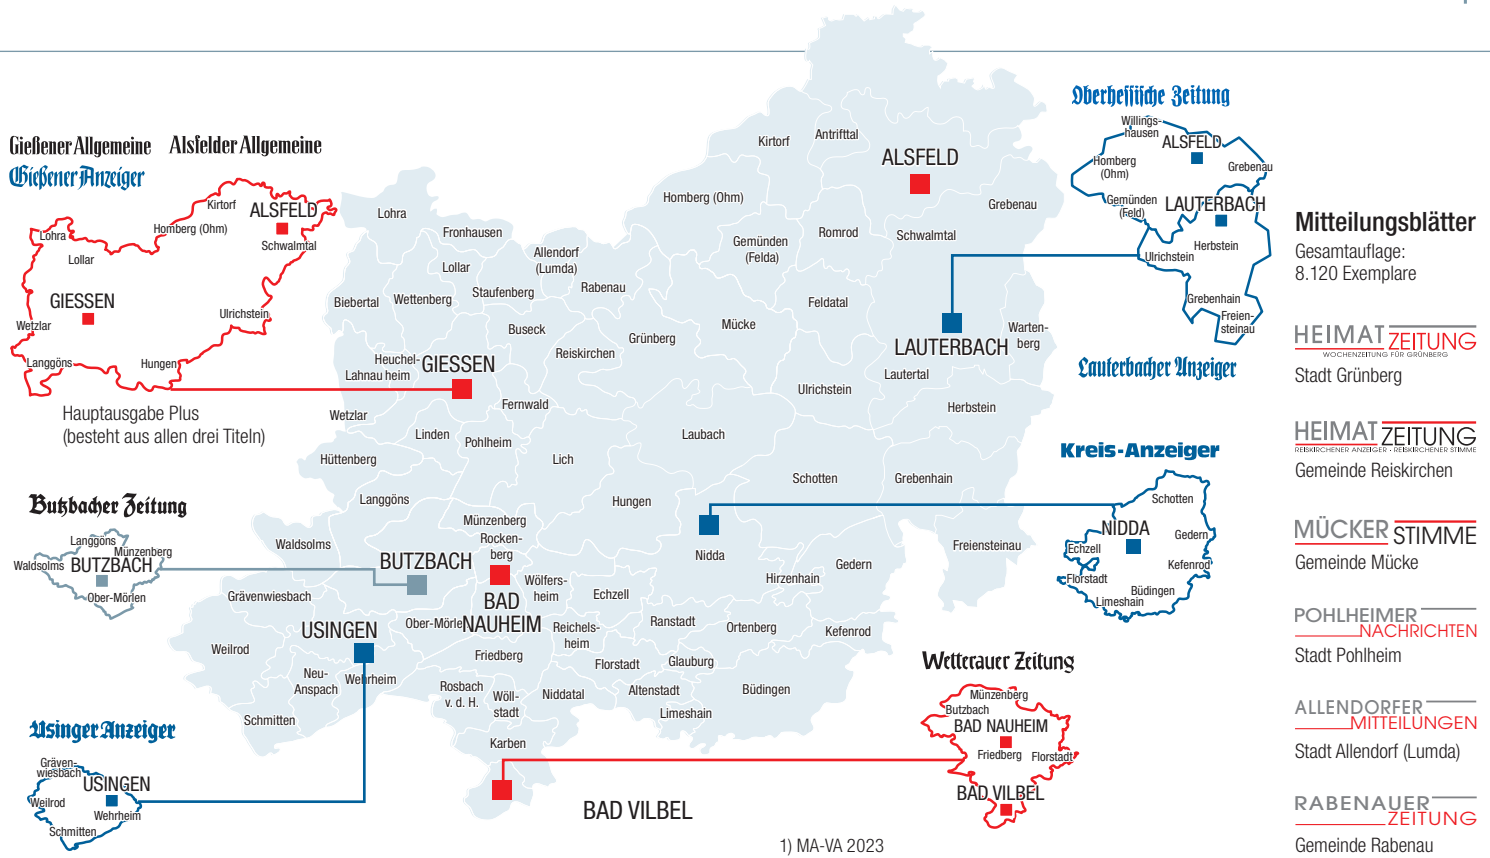 Gießener Allgemeine
Alsfelder Allgemeine
Gießener Anzeiger
Kirtorf
ALSFELD
Homberg (Ohm)
Schwalmtal
Lohra
Lollar
GIESSEN
Ulrichstein
Wetzlar
Langgöns
Hungen
Hauptausgabe Plus
(besteht aus allen drei Titeln)
Butzbacher Zeitung
Langgöns
Münzenberg
Waldsolms
BUTZBACH
Ober-Mörlen
Usinger Anzeiger
Gräven-
wiesbach
USINGEN
Weilrod
Wehrheim
Schmitten
Kirtorf
Antrifttal
ALSFELD
Homberg (Ohm)
Grebenau
Lohra
Fronhausen
Gemünden
(Felda)
Romrod
Schwalmtal
Allendorf
(Lumda)
Lollar
Staufenberg
Rabenau
Biebertal
Wettenberg
Feldatal
Buseck
Mücke
Grünberg
Reiskirchen
Warten-
berg
LAUTERBACH
Heuchel-
heim
Lahnau
GIESSEN
Lautertal
Ulrichstein
Herbstein
Fernwald
Wetzlar
Linden
Pohlheim
Laubach
Hüttenberg
Lich
Schotten
Grebenhain
Langgöns
Hungen
Münzenberg
Rocken-
berg
Waldsolms
BUTZBACH
Nidda
Freiensteinau
Gedern
Hirzenhain
Wölfers-
heim
Echzell
Grävenwiesbach
BAD
NAUHEIM
Ober-Mörle
USINGEN
Reichels-
heim
Ranstadt
Ortenberg
Kefenrod
Weilrod
Friedberg
Florstadt
Glauburg
Neu-
Anspach
Wehrheim
Rosbach
v. d. H.
Wöll-
stadt
Niddatal
Altenstadt
Büdingen
Limeshain
Schmitten
Karben
BAD VILBEL
1) MA-VA 2023
Oberhessische Zeitung
Willings-
hausen
ALSFELD
Homberg
(Ohm)
Grebenau
Gemünden
(Feld)
LAUTERBACH
Herbstein
Ulrichstein
Grebenhain
Freien-
steinau
Lauterbacher Anzeiger
Kreis-Anzeiger
Schotten
NIDDA
Gedern
Echzell
Kefenrod
Florstadt
Büdingen
Limeshain
Wetterauer Zeitung
Münzenberg
Butzbach
BAD NAUHEIM
Friedberg
Florstadt
BAD VILBEL
Mitteilungsblätter
Gesamtauflage:
8.120 Exemplare
HEIMAT ZEITUNG
WOCHENZEITUNG FÜR GRÜNBERG
Stadt Grünberg
HEIMAT ZEITUNG
REISKIRCHENER ANZEIGER · REISKIRCHENER STIMME
Gemeinde Reiskirchen
MÜCKER STIMME
Gemeinde Mücke
POHLHEIMER
NACHRICHTEN
Stadt Pohlheim
ALLENDORFER
MITTEILUNGEN
Stadt Allendorf (Lumda)
RABENAUER
ZEITUNG
Gemeinde Rabenau